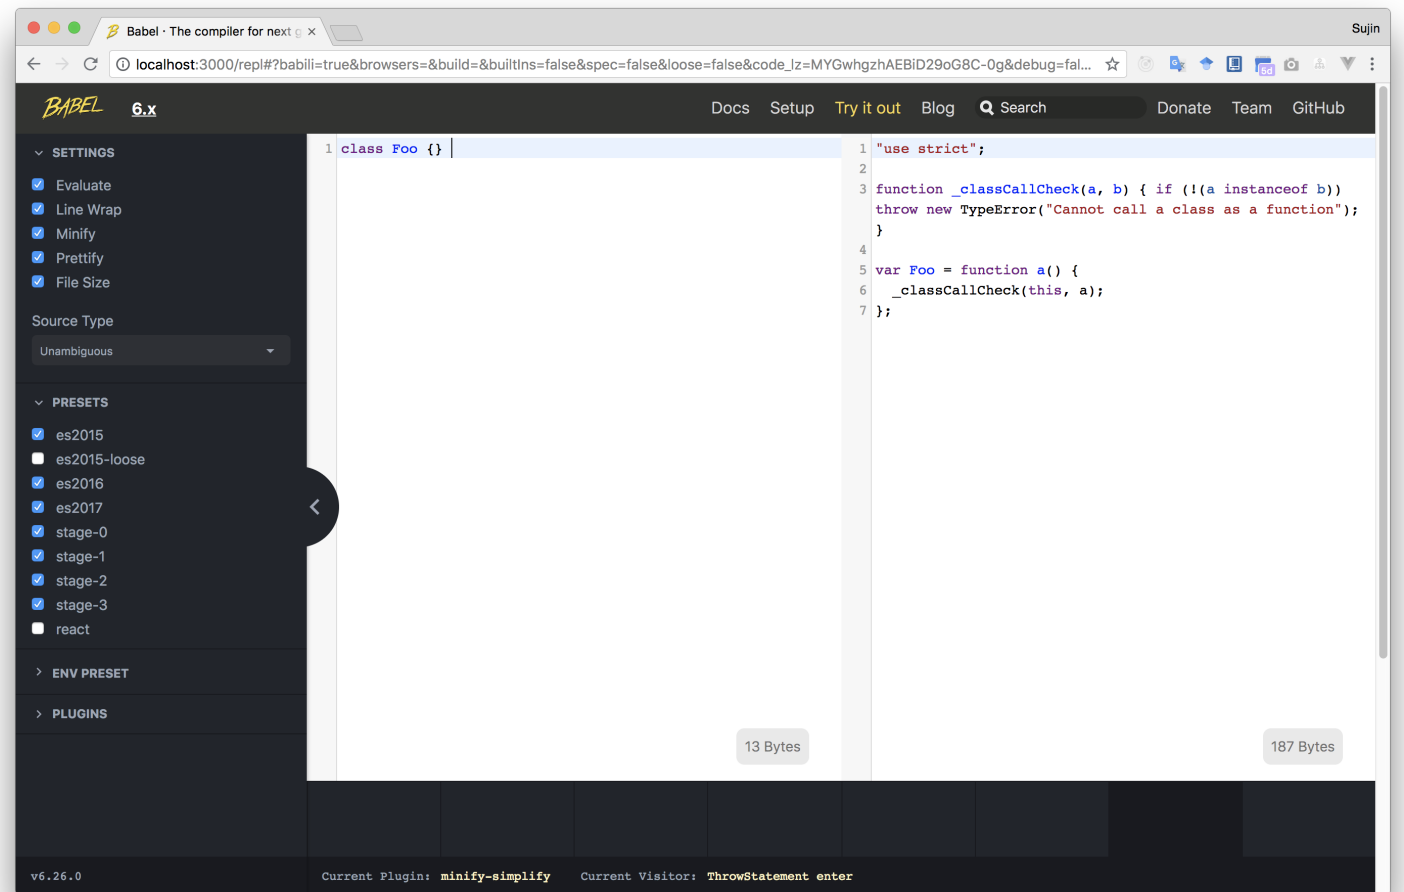 Babel · The compiler for next g
Sujin
localhost:3000/repl#?babili=true&browsers=&build=&builtIns=false&spec=false&loose=false&code_lz=MYGwhgzhAEBiD29oG8C-0g&debug=fal...
5d
BABEL
6.x
Docs
Setup
Try it out
Blog
Search
Donate
Team
GitHub
SETTINGS
Evaluate
Line Wrap
Minify
Prettify
File Size
Source Type
Unambiguous
PRESETS
es2015
es2015-loose
es2016
es2017
stage-0
stage-1
stage-2
stage-3
react
ENV PRESET
PLUGINS
v6.26.0
1 class Foo {}
13 Bytes
1 "use strict";
2
3 function _classCallCheck(a, b) { if (!(a instanceof b))
throw new TypeError("Cannot call a class as a function");
}
4
5 var Foo = function a() {
6   _classCallCheck(this, a);
7 };
187 Bytes
Current Plugin: minify-simplify
Current Visitor: ThrowStatement enter